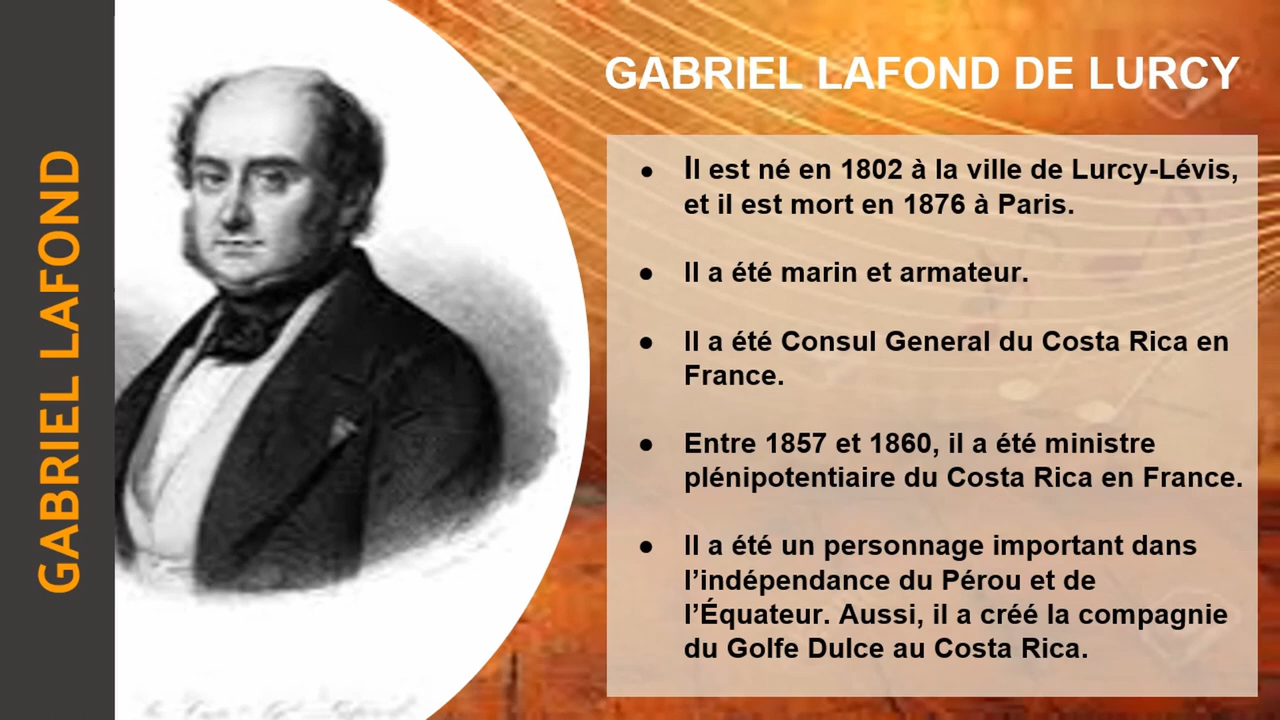 GABRIEL LAFOND
GABRIEL LAFOND DE LURCY
● Il est né en 1802 à la ville de Lurcy-Lévis,
et il est mort en 1876 à Paris.
● Il a été marin et armateur.
● Il a été Consul General du Costa Rica en
France.
● Entre 1857 et 1860, il a été ministre
plénipotentiaire du Costa Rica en France.
● Il a été un personnage important dans
l’indépendance du Pérou et de
l’Équateur. Aussi, il a créé la compagnie
du Golfe Dulce au Costa Rica.